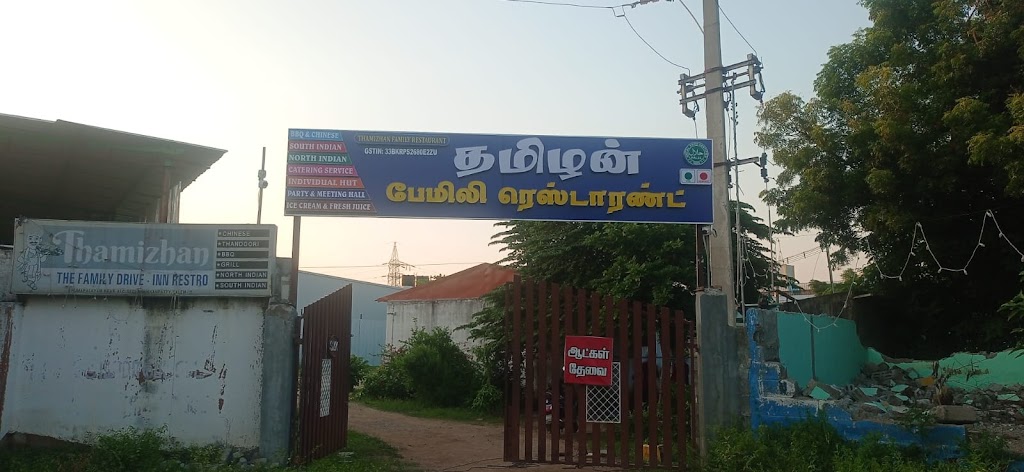 BBQ & CHINESE
SOUTH INDIAN
NORTH INDIAN
CATERING SERVICE
INDIVIDUAL HUT
PARTY & MEETING HALL
ICE CREAM & FRESH JUICE
THAMIZHAN FAMILY RESTAURANT
தமிழன்
பேமிலி ரெஸ்டாரண்ட்
Thamizhan
THE FAMILY DRIVE - INN RESTRO
CHINESE
THANDOORI
BBQ
GRILL
NORTH INDIAN
SOUTH INDIAN
ஆட்கள்
தேவை